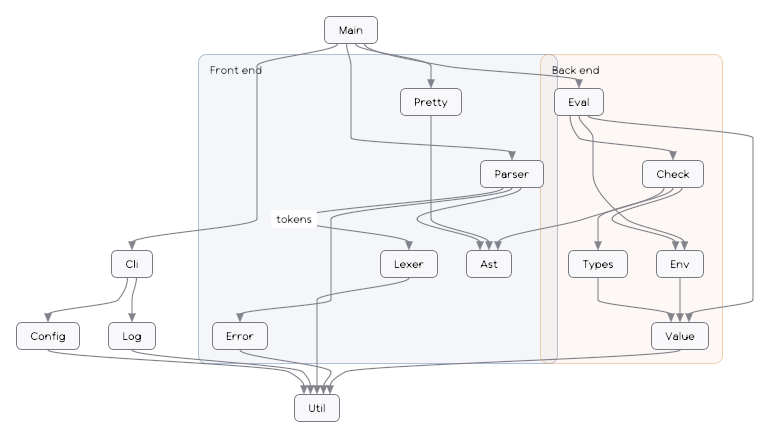 Main
Front end
Back end
Pretty
Eval
Parser
Check
tokens
Cli
Lexer
Ast
Types
Env
Config
Log
Error
Value
Util